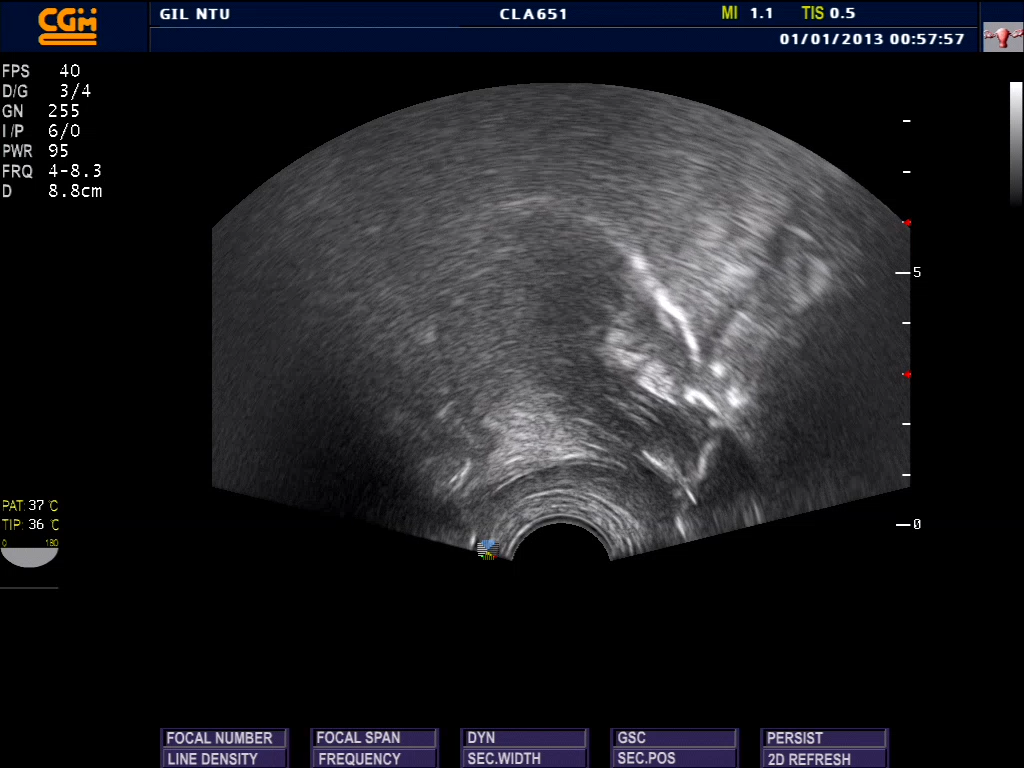 CGM
GIL NTU CLA651 MI 1.1 TIS 0.5
01/01/2013 00:57:57
FPS 40
D/G 3/4
GN 255
I/P 6/0
PWR 95
FRQ 4-8.3
D 8.8cm
5
PAT: 37 °C
TIP: 36 °C
0 180
0
FOCAL NUMBER FOCAL SPAN DYN GSC PERSIST
LINE DENSITY FREQUENCY SEC.WIDTH SEC.POS 2D REFRESH